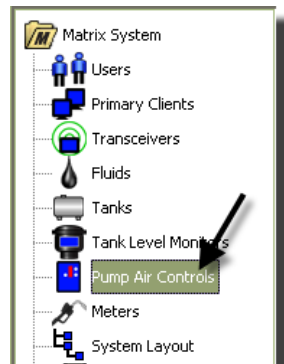 Matrix System
Users
Primary Clients
Transceivers
Fluids
Tanks
Tank Level Monitors
Pump Air Controls
Meters
System Layout